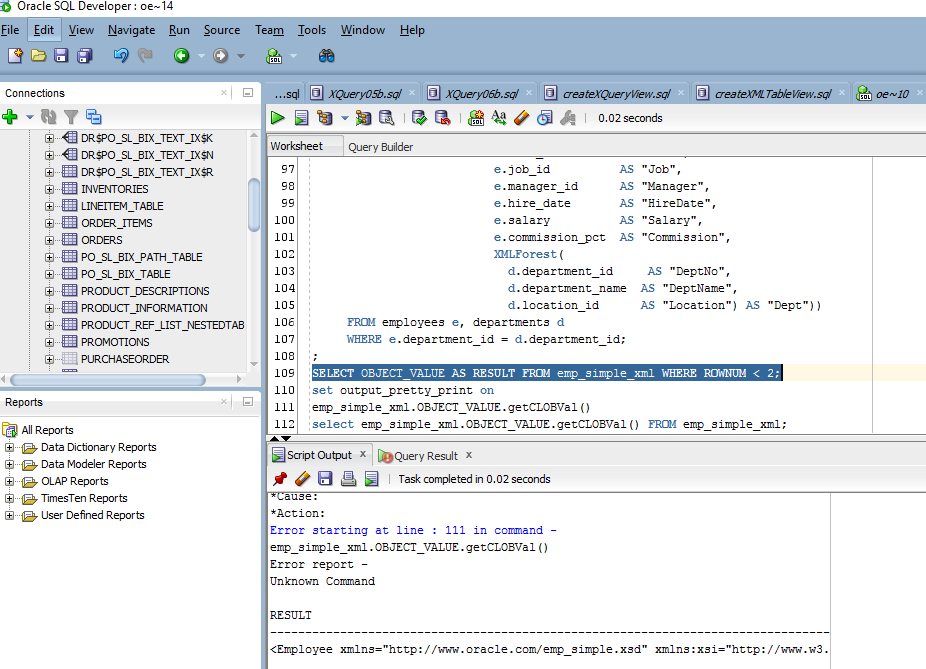 Oracle SQL Developer : oe~14
File Edit View Navigate Run Source Team Tools Window Help
Connections
DR$PO_SL_BIX_TEXT_IX$K
DR$PO_SL_BIX_TEXT_IX$N
DR$PO_SL_BIX_TEXT_IX$R
INVENTORIES
LINEITEM_TABLE
ORDER_ITEMS
ORDERS
PO_SL_BIX_PATH_TABLE
PO_SL_BIX_TABLE
PRODUCT_DESCRIPTIONS
PRODUCT_INFORMATION
PRODUCT_REF_LIST_NESTEDTAB
PROMOTIONS
PURCHASEORDER
Reports
All Reports
Data Dictionary Reports
Data Modeler Reports
OLAP Reports
TimesTen Reports
User Defined Reports
...sql XQuery05b.sql XQuery06b.sql createXQueryView.sql createXMLTableView.sql oe~10
SQL Aa 0.02 seconds
Worksheet Query Builder
97 e.job_id AS "Job",
98 e.manager_id AS "Manager",
99 e.hire_date AS "HireDate",
100 e.salary AS "Salary",
101 e.commission_pct AS "Commission",
102 XMLForest(
103 d.department_id AS "DeptNo",
104 d.department_name AS "DeptName",
105 d.location_id AS "Location") AS "Dept"))
106 FROM employees e, departments d
107 WHERE e.department_id = d.department_id;
108 ;
109 SELECT OBJECT_VALUE AS RESULT FROM emp_simple_xml WHERE ROWNUM < 2;
110 set output_pretty_print on
111 emp_simple_xml.OBJECT_VALUE.getCLOBVal()
112 select emp_simple_xml.OBJECT_VALUE.getCLOBVal() FROM emp_simple_xml;
Script Output x Query Result x
Task completed in 0.02 seconds
*Cause:
*Action:
Error starting at line : 111 in command -
emp_simple_xml.OBJECT_VALUE.getCLOBVal()
Error report -
Unknown Command
RESULT
--------------------------------------------------------------------------------
<Employee xmlns="http://www.oracle.com/emp_simple.xsd" xmlns:xsi="http://www.w3.